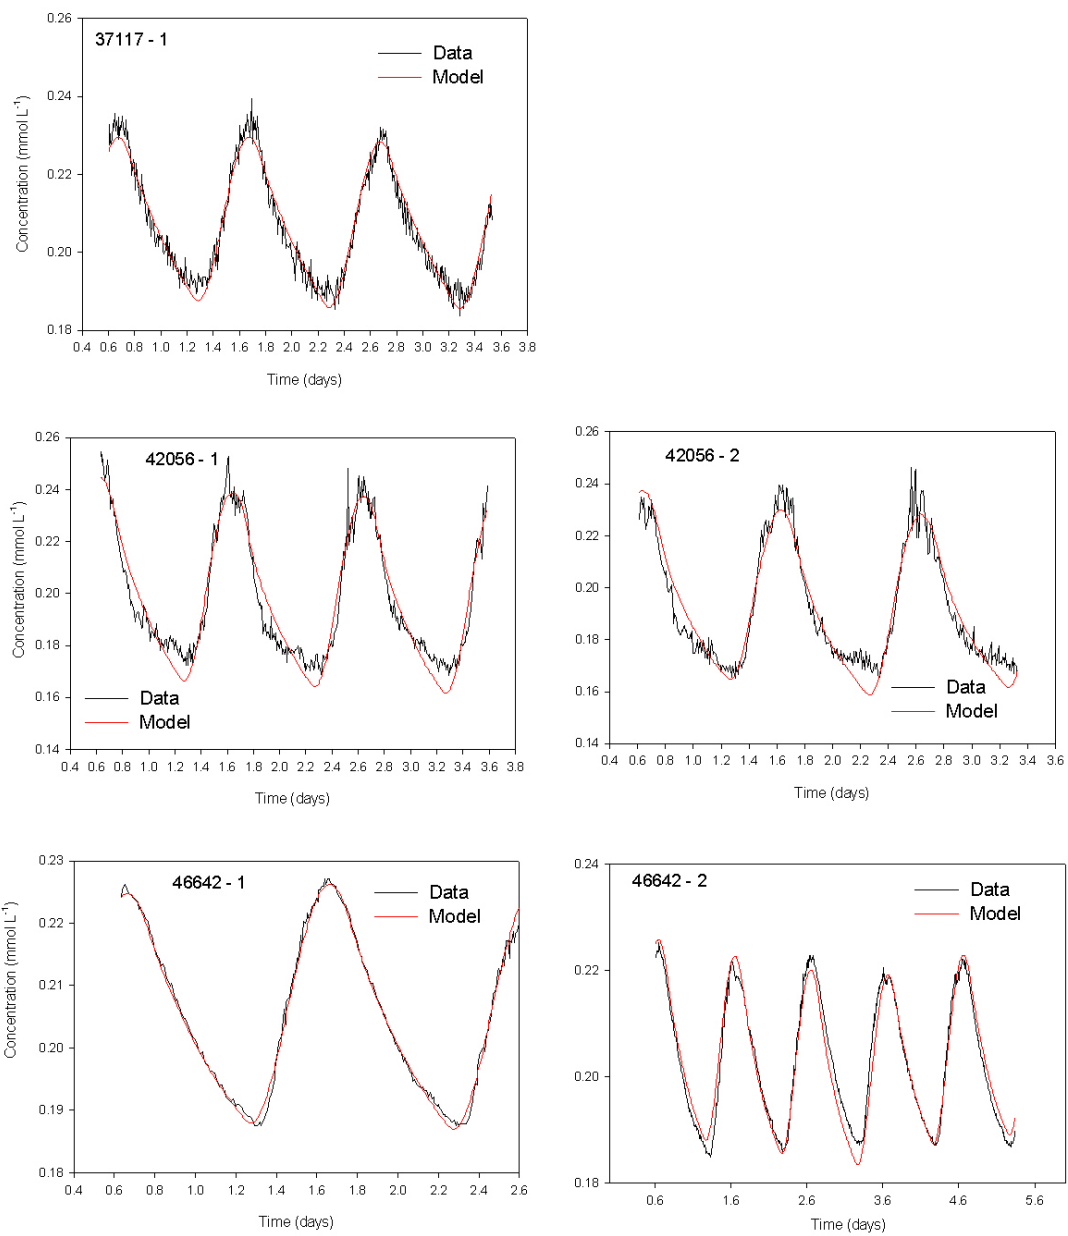 37117 - 1
Data
Model
Concentration (mmol L-1)
0.26
0.24
0.22
0.20
0.18
0.4 0.6 0.8 1.0 1.2 1.4 1.6 1.8 2.0 2.2 2.4 2.6 2.8 3.0 3.2 3.4 3.6 3.8
Time (days)
42056 - 1
Data
Model
Concentration (mmol L-1)
0.26
0.24
0.22
0.20
0.18
0.16
0.14
0.4 0.6 0.8 1.0 1.2 1.4 1.6 1.8 2.0 2.2 2.4 2.6 2.8 3.0 3.2 3.4 3.6 3.8
Time (days)
42056 - 2
Data
Model
0.26
0.24
0.22
0.20
0.18
0.16
0.14
0.4 0.6 0.8 1.0 1.2 1.4 1.6 1.8 2.0 2.2 2.4 2.6 2.8 3.0 3.2 3.4 3.6
Time (days)
46642 - 1
Data
Model
Concentration (mmol L-1)
0.23
0.22
0.21
0.20
0.19
0.18
0.4 0.6 0.8 1.0 1.2 1.4 1.6 1.8 2.0 2.2 2.4 2.6
Time (days)
46642 - 2
Data
Model
0.24
0.22
0.20
0.18
0.6 1.6 2.6 3.6 4.6 5.6
Time (days)